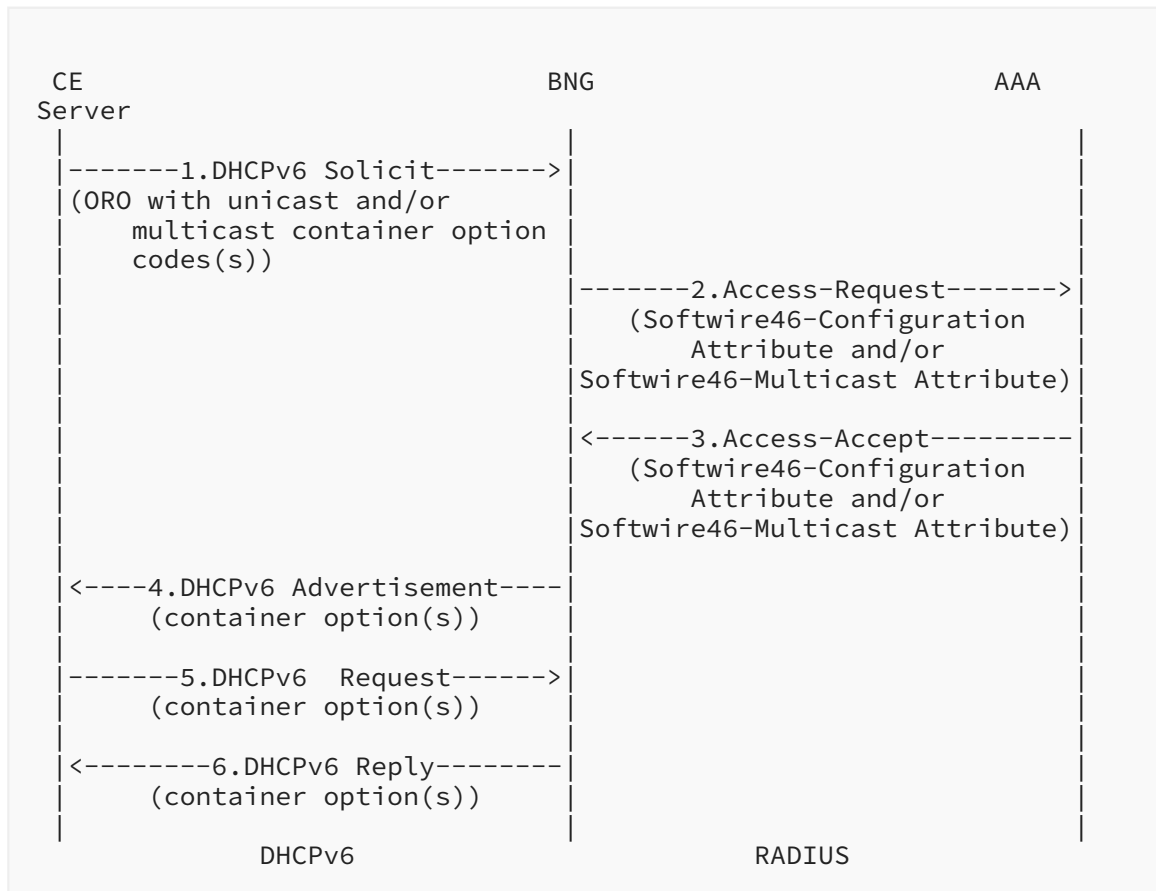 CE BNG AAA
Server
| | |
|-------1.DHCPv6 Solicit------->| |
|(ORO with unicast and/or | |
| multicast container option | |
| codes(s)) | |
| |-------2.Access-Request------->|
| | (Softwire46-Configuration |
| | Attribute and/or |
| |Softwire46-Multicast Attribute)|
| | |
| |<------3.Access-Accept---------|
| | (Softwire46-Configuration |
| | Attribute and/or |
| |Softwire46-Multicast Attribute)|
| | |
|<----4.DHCPv6 Advertisement----| |
| (container option(s)) | |
| | |
|-------5.DHCPv6 Request------>| |
| (container option(s)) | |
| | |
|<--------6.DHCPv6 Reply--------| |
| (container option(s)) | |
| | |
DHCPv6 RADIUS